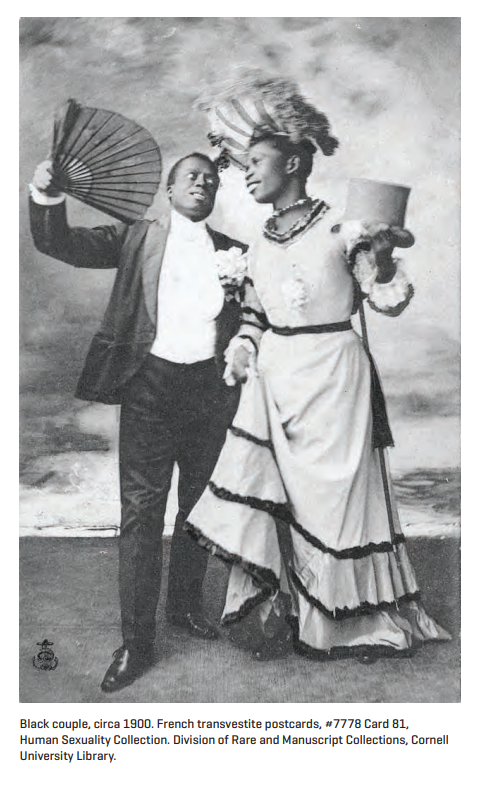 Black couple, circa 1900. French transvestite postcards, #7778 Card 81,
Human Sexuality Collection. Division of Rare and Manuscript Collections, Cornell
University Library.